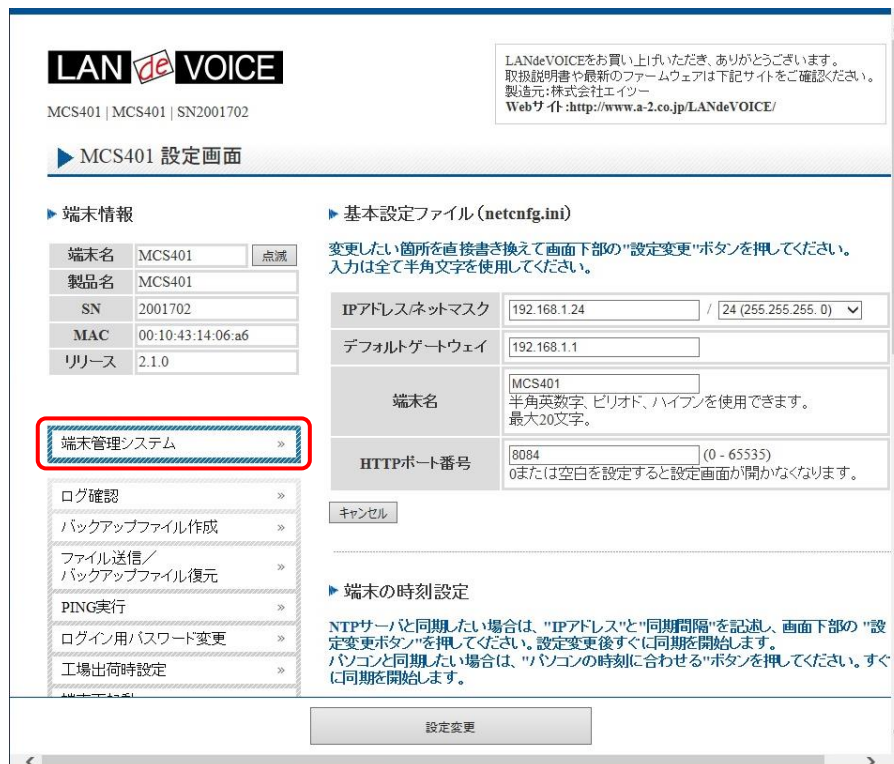 LAN de VOICE
LANdeVOICEをお買い上げいただき、ありがとうございます。
取扱説明書や最新のファームウェアは下記サイトをご確認ください。
製造元:株式会社エイツー
Webサイト:http://www.a-2.co.jp/LANdeVOICE/
MCS401 | MCS401 | SN2001702
MCS401 設定画面
端末情報
端末名 MCS401 点滅
製品名 MCS401
SN 2001702
MAC 00:10:43:14:06:a6
リリース 2.1.0
端末管理システム »
ログ確認 »
バックアップファイル作成 »
ファイル送信/
バックアップファイル復元 »
PING実行 »
ログイン用パスワード変更 »
工場出荷時設定 »
基本設定ファイル(netcnfg.ini)
変更したい箇所を直接書き換えて画面下部の"設定変更"ボタンを押してください。
入力は全て半角文字を使用してください。
IPアドレス/ネットマスク 192.168.1.24 / 24 (255.255.255. 0)
デフォルトゲートウェイ 192.168.1.1
端末名 MCS401
半角英数字、ピリオド、ハイフンを使用できます。
最大20文字。
HTTPポート番号 8084 (0 - 65535)
0または空白を設定すると設定画面が開かなくなります。
キャンセル
端末の時刻設定
NTPサーバと同期したい場合は、"IPアドレス"と"同期間隔"を記述し、画面下部の "設
定変更ボタン"を押してください。設定変更後すぐに同期を開始します。
パソコンと同期したい場合は、"パソコンの時刻に合わせる"ボタンを押してください。すぐ
に同期を開始します。
設定変更